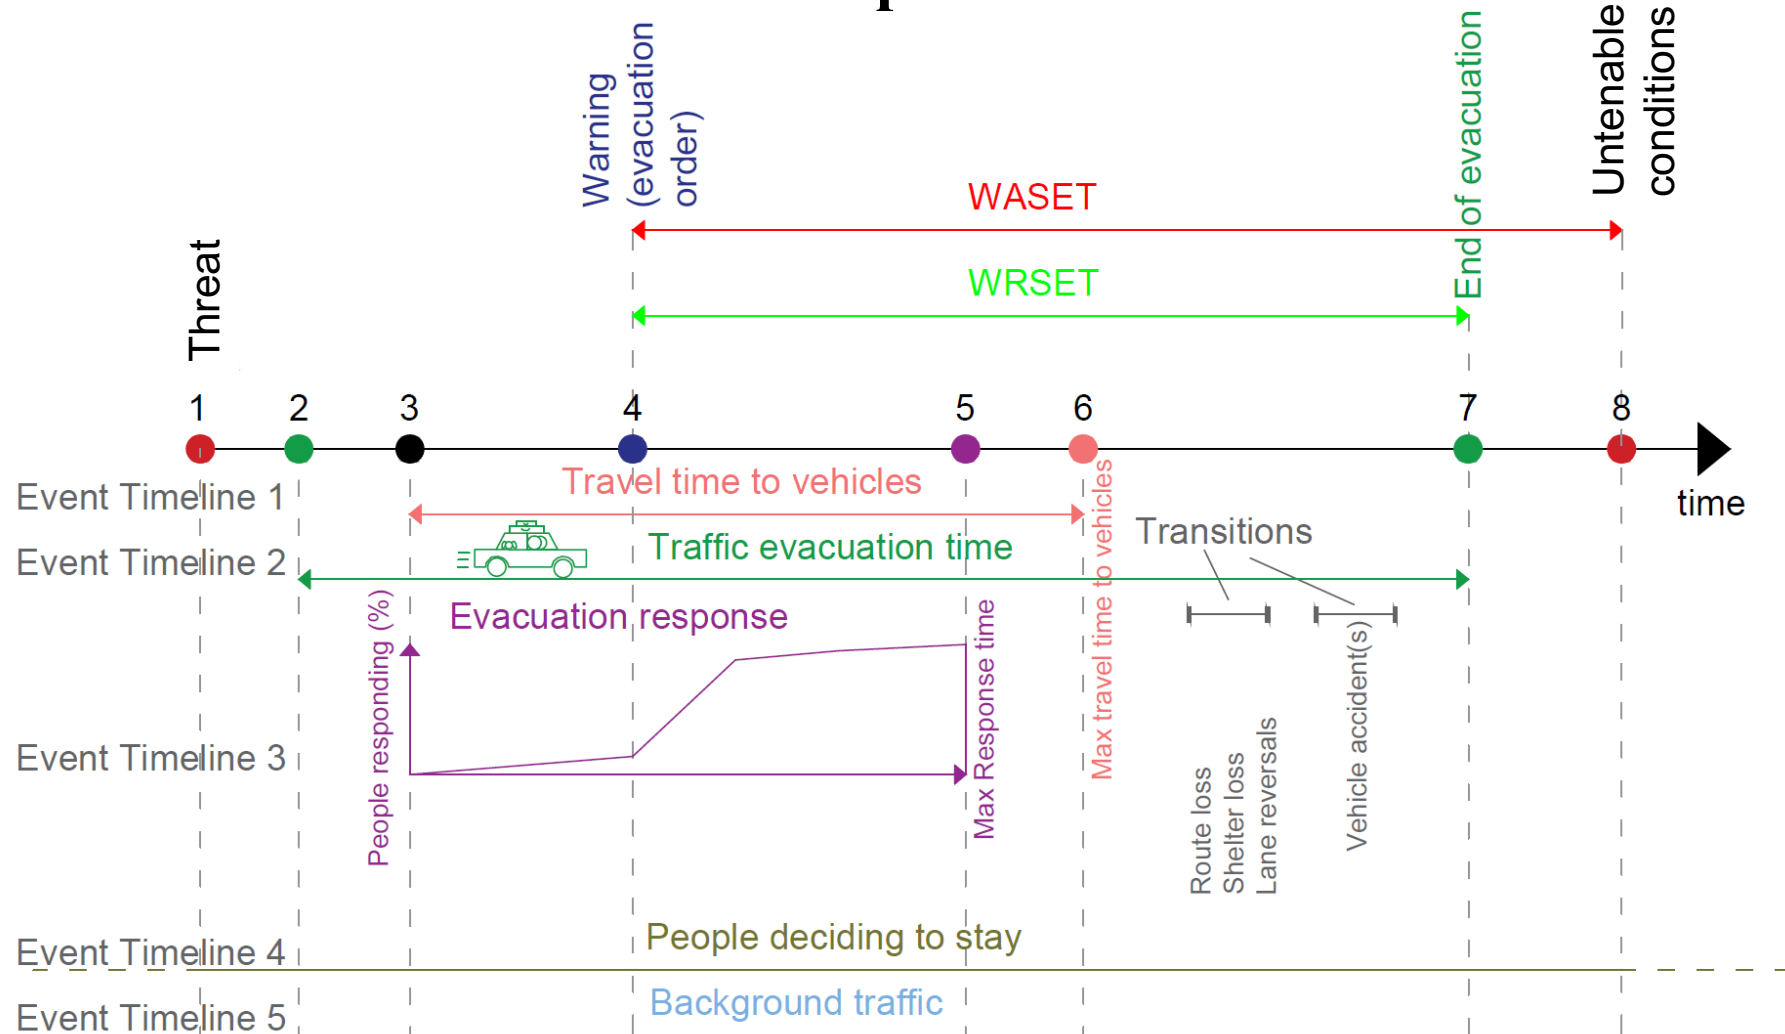 Warning
(evacuation
order)
End of evacuation
Untenable
conditions
WASET
WRSET
Threat
1
2
3
4
5
6
7
8
time
Event Timeline 1
Travel time to vehicles
Max travel time to vehicles
Transitions
Event Timeline 2
Traffic evacuation time
Evacuation response
People responding (%)
Max Response time
Event Timeline 3
Route loss
Shelter loss
Lane reversals
Vehicle accident(s)
Event Timeline 4
People deciding to stay
Event Timeline 5
Background traffic